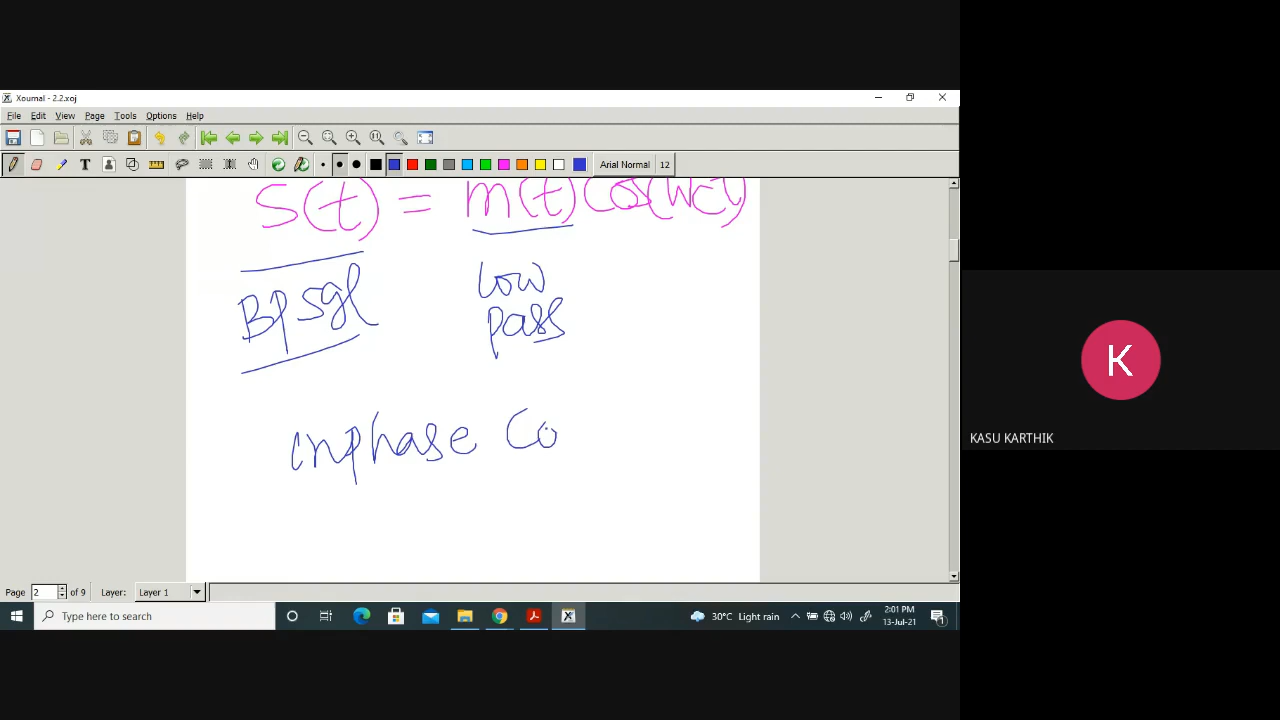 Xournal - 2.2.xoj
File Edit View Page Tools Options Help
Arial Normal 12
S(t) = m(t) Cos(Wct)
Bp Sgl
Low
pass
inphase Co
K
KASU KARTHIK
Page 2 of 9 Layer: Layer 1
Type here to search
30°C Light rain
2:01 PM
13-Jul-21
1